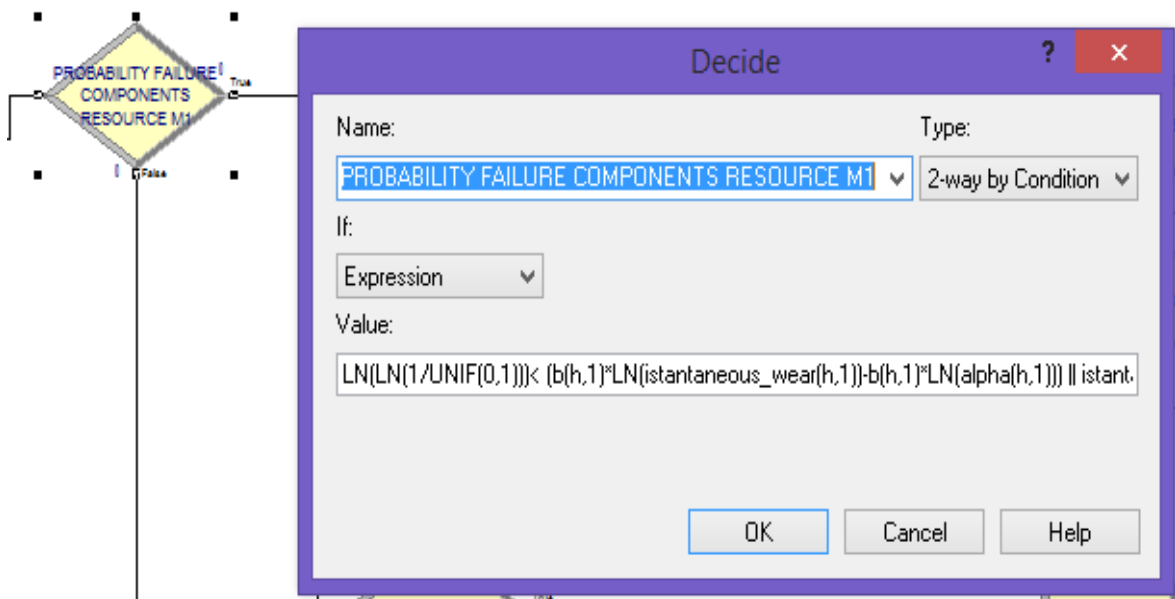 PROBABILITY FAILURE
COMPONENTS
RESOURCE M1
True
False
Decide
?
Name:
Type:
PROBABILITY FAILURE COMPONENTS RESOURCE M1
2-way by Condition
If:
Expression
Value:
LN(LN(1/UNIF(0,1)))< (b(h,1)*LN(istantaneous_wear(h,1))-b(h,1)*LN(alpha(h,1))) || istant
OK
Cancel
Help